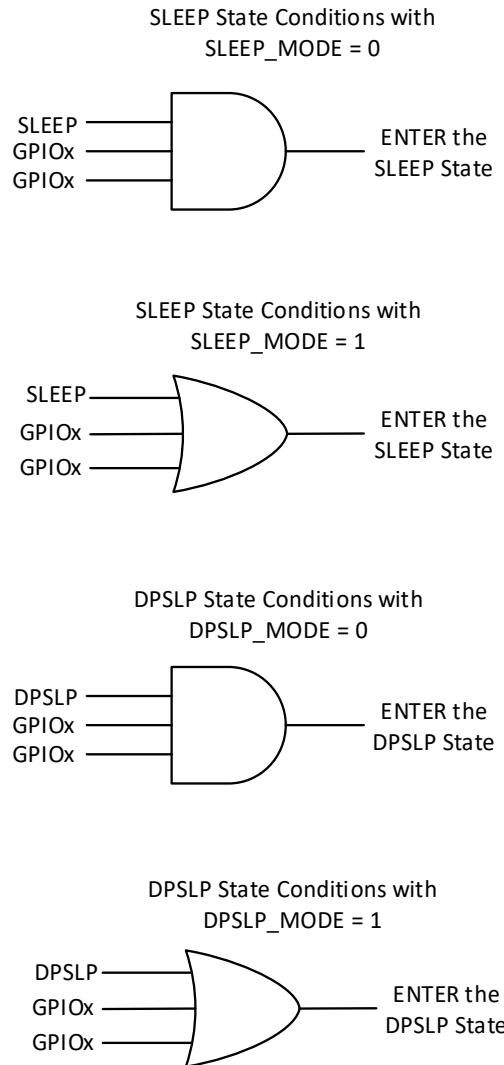 SLEEP State Conditions with
SLEEP_MODE = 0
SLEEP
GPIOx
GPIOx
ENTER the
SLEEP State
SLEEP State Conditions with
SLEEP_MODE = 1
SLEEP
GPIOx
GPIOx
ENTER the
SLEEP State
DPSLP State Conditions with
DPSLP_MODE = 0
DPSLP
GPIOx
GPIOx
ENTER the
DPSLP State
DPSLP State Conditions with
DPSLP_MODE = 1
DPSLP
GPIOx
GPIOx
ENTER the
DPSLP State